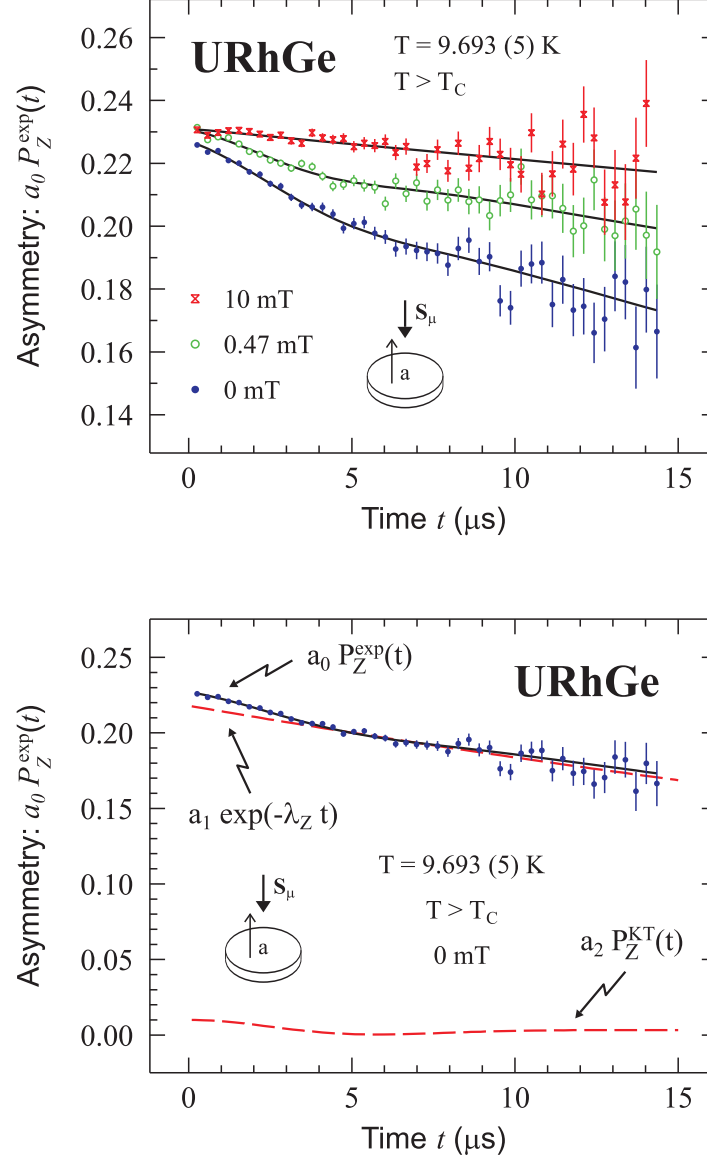 URhGe
T = 9.693 (5) K
T > T_C
0.26
0.24
0.22
0.20
0.18
0.16
0.14
Asymmetry: a_0 P_Z^exp(t)
10 mT
0.47 mT
0 mT
S_μ
a
0 5 10 15
Time t (μs)
a_0 P_Z^exp(t)
URhGe
0.25
0.20
0.15
0.10
0.05
0.00
Asymmetry: a_0 P_Z^exp(t)
a_1 exp(-λ_Z t)
T = 9.693 (5) K
T > T_C
0 mT
S_μ
a
a_2 P_Z^KT(t)
0 5 10 15
Time t (μs)